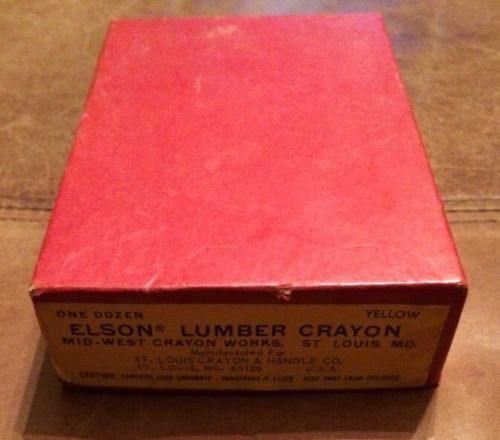 ONE DOZEN YELLOW
ELSON® LUMBER CRAYON
MID-WEST CRAYON WORKS, ST. LOUIS, MO.
Manufactured For
ST. LOUIS CRAYON & HANDLE CO.
ST. LOUIS, MO. 63126 U.S.A.
CAUTION: CONTAINS LEAD CHROMATE DANGEROUS IF EATEN KEEP AWAY FROM CHILDREN